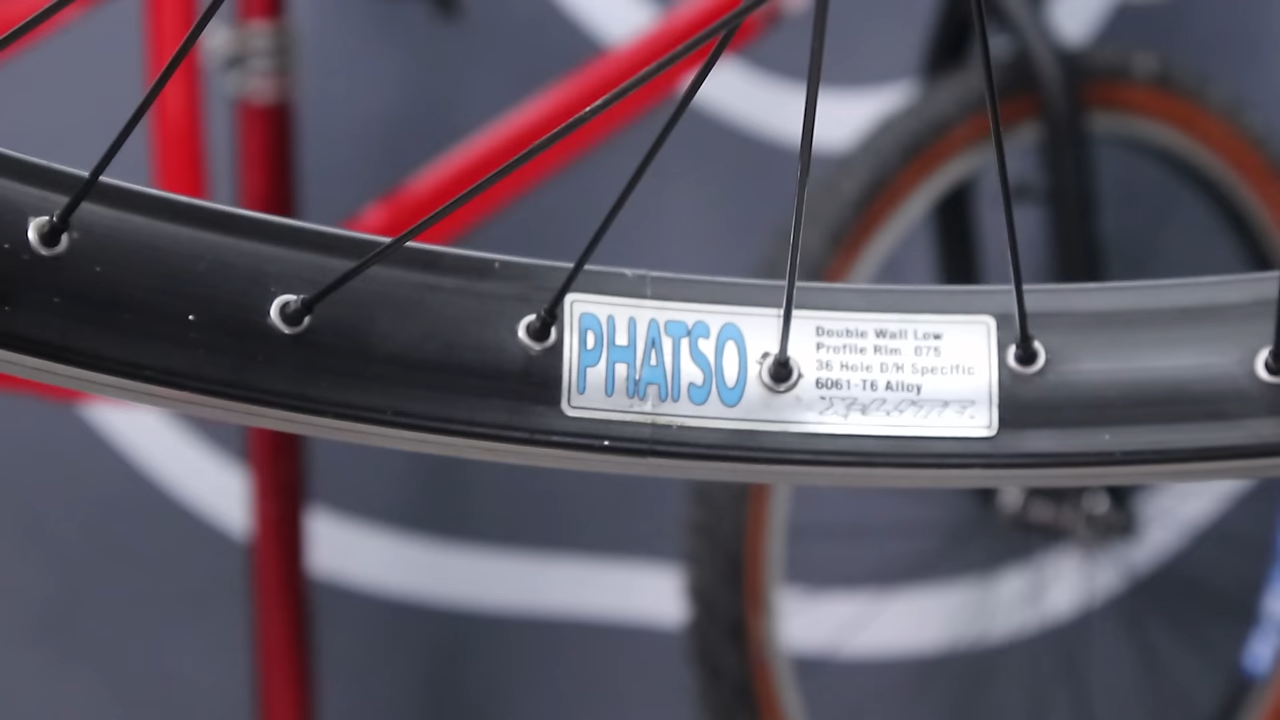 PHATSO
Double Wall Low
Profile Rim .075
36 Hole D/H Specific
6061-T6 Alloy
X-LITE